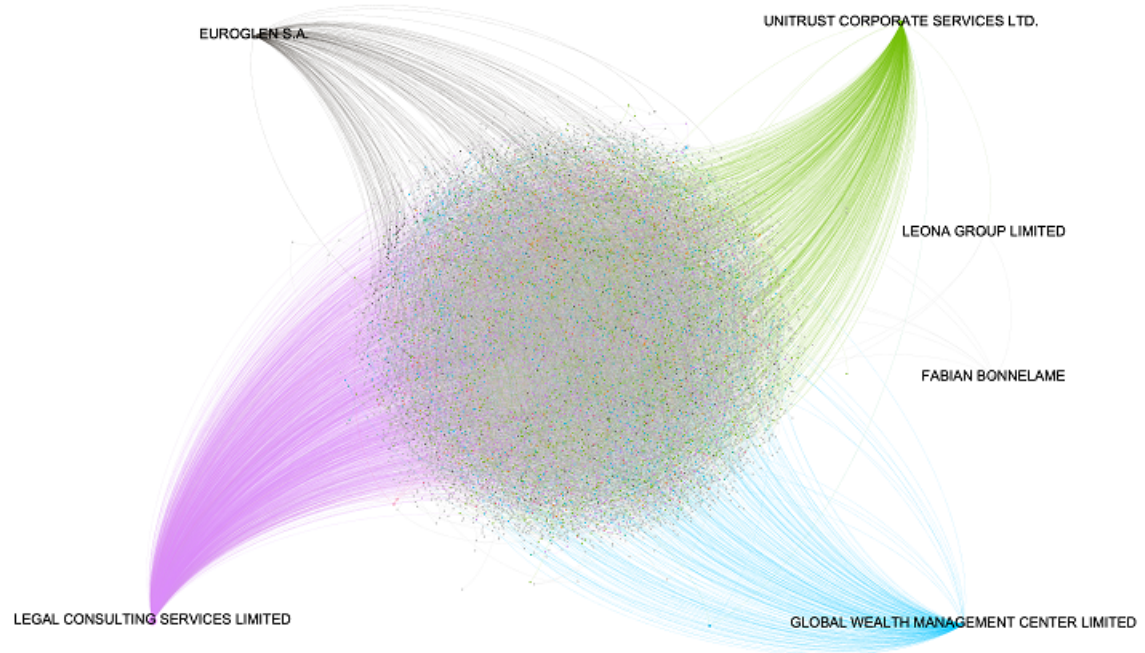 EUROGLEN S.A.
UNITRUST CORPORATE SERVICES LTD.
LEONA GROUP LIMITED
FABIAN BONNELAME
LEGAL CONSULTING SERVICES LIMITED
GLOBAL WEALTH MANAGEMENT CENTER LIMITED